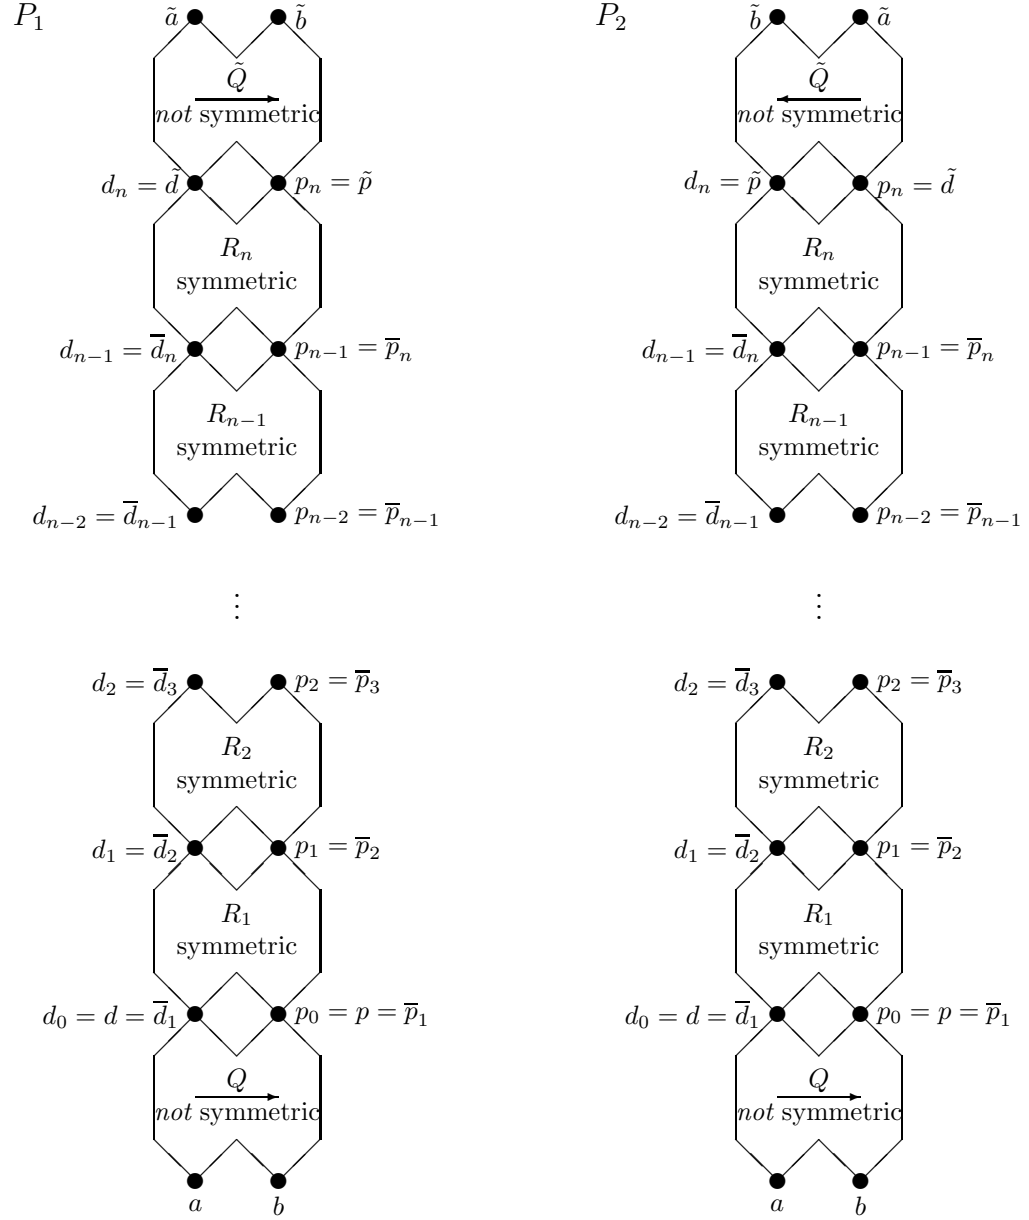 P₁
ã b̃
Q̃
not symmetric
dₙ = d̃ pₙ = p̃
Rₙ
symmetric
dₙ₋₁ = d̅ₙ pₙ₋₁ = p̅ₙ
Rₙ₋₁
symmetric
dₙ₋₂ = d̅ₙ₋₁ pₙ₋₂ = p̅ₙ₋₁
⋮
d₂ = d̅₃ p₂ = p̅₃
R₂
symmetric
d₁ = d̅₂ p₁ = p̅₂
R₁
symmetric
d₀ = d = d̅₁ p₀ = p = p̅₁
Q
not symmetric
a b
P₂
b̃ ã
Q̃
not symmetric
dₙ = p̃ pₙ = d̃
Rₙ
symmetric
dₙ₋₁ = d̅ₙ pₙ₋₁ = p̅ₙ
Rₙ₋₁
symmetric
dₙ₋₂ = d̅ₙ₋₁ pₙ₋₂ = p̅ₙ₋₁
⋮
d₂ = d̅₃ p₂ = p̅₃
R₂
symmetric
d₁ = d̅₂ p₁ = p̅₂
R₁
symmetric
d₀ = d = d̅₁ p₀ = p = p̅₁
Q
not symmetric
a b